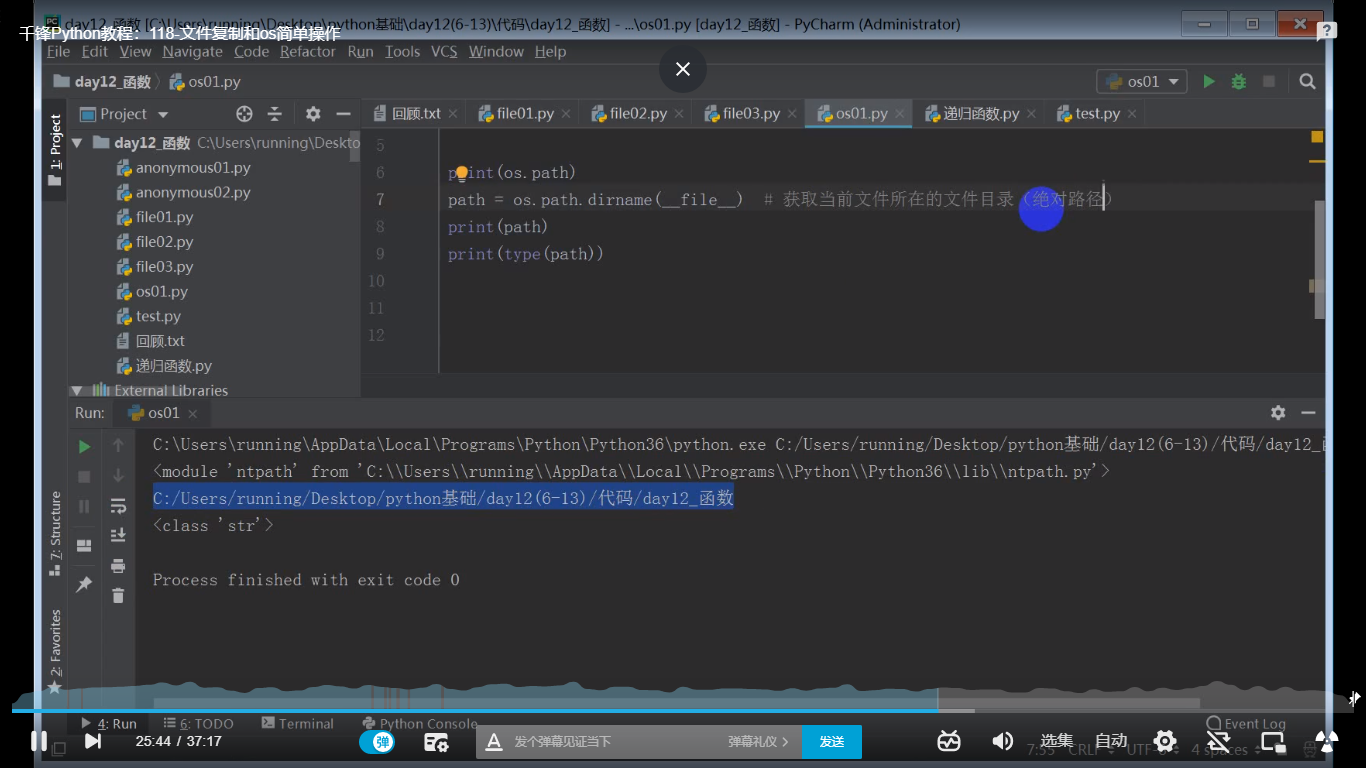 day12_函数 [C:\Users\running\Desktop\python基础\day12(6-13)\代码\day12_函数] - ...\os01.py [day12_函数] - PyCharm (Administrator)
千锋Python教程：118-文件复制和os简单操作
File Edit View Navigate Code Refactor Run Tools VCS Window Help
day12_函数 os01.py os01
Project 回顾.txt file01.py file02.py file03.py os01.py 递归函数.py test.py
1: Project
day12_函数 C:\Users\running\Deskto
anonymous01.py
anonymous02.py
file01.py
file02.py
file03.py
os01.py
test.py
回顾.txt
递归函数.py
External Libraries
5
6 print(os.path)
7 path = os.path.dirname(__file__) # 获取当前文件所在的文件目录（绝对路径）
8 print(path)
9 print(type(path))
10
11
12
Run: os01
C:\Users\running\AppData\Local\Programs\Python\Python36\python.exe C:/Users/running/Desktop/python基础/day12(6-13)/代码/day12_
<module 'ntpath' from 'C:\\Users\\running\\AppData\\Local\\Programs\\Python\\Python36\\lib\\ntpath.py'>
C:/Users/running/Desktop/python基础/day12(6-13)/代码/day12_函数
<class 'str'>
Process finished with exit code 0
7: Structure
2: Favorites
4: Run 6: TODO Terminal Python Console Event Log
25:44 / 37:17 弹 发个弹幕见证当下 弹幕礼仪 > 发送 选集 自动
7:55 CRLF UTF-8 4 spaces